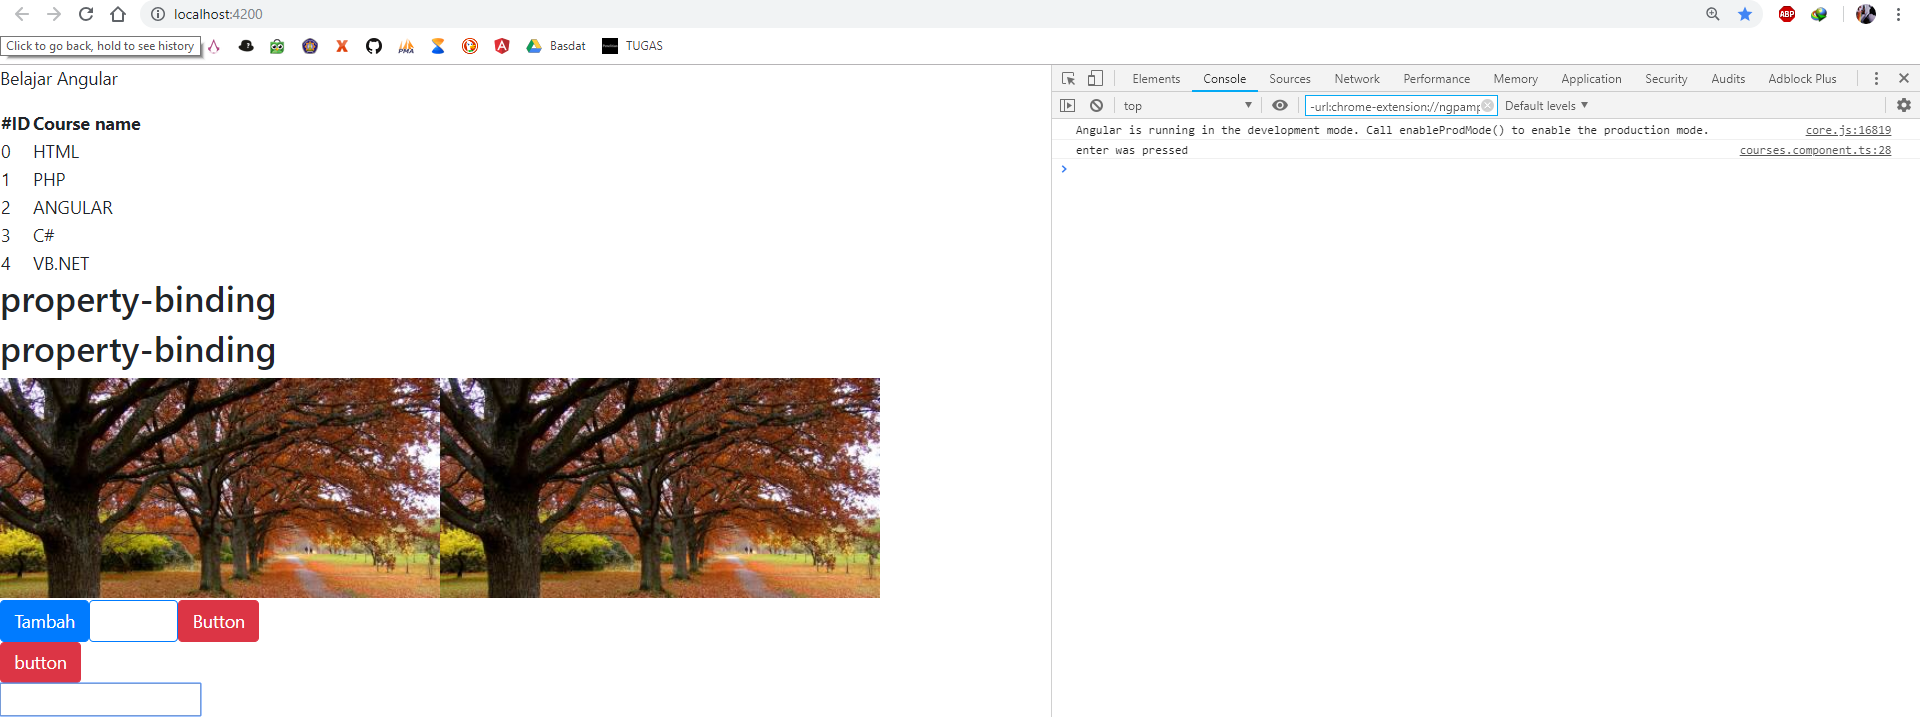 localhost:4200
ABP
Click to go back, hold to see history
PMA
Basdat
TUGAS
Belajar Angular
#ID Course name
0 HTML
1 PHP
2 ANGULAR
3 C#
4 VB.NET
property-binding
property-binding
Tambah
Button
button
Elements Console Sources Network Performance Memory Application Security Audits Adblock Plus
top
-url:chrome-extension://ngpamp
Default levels
Angular is running in the development mode. Call enableProdMode() to enable the production mode. core.js:16819
enter was pressed courses.component.ts:28